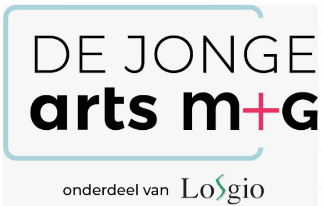 DE JONGE
arts m+G
onderdeel van LoSgio